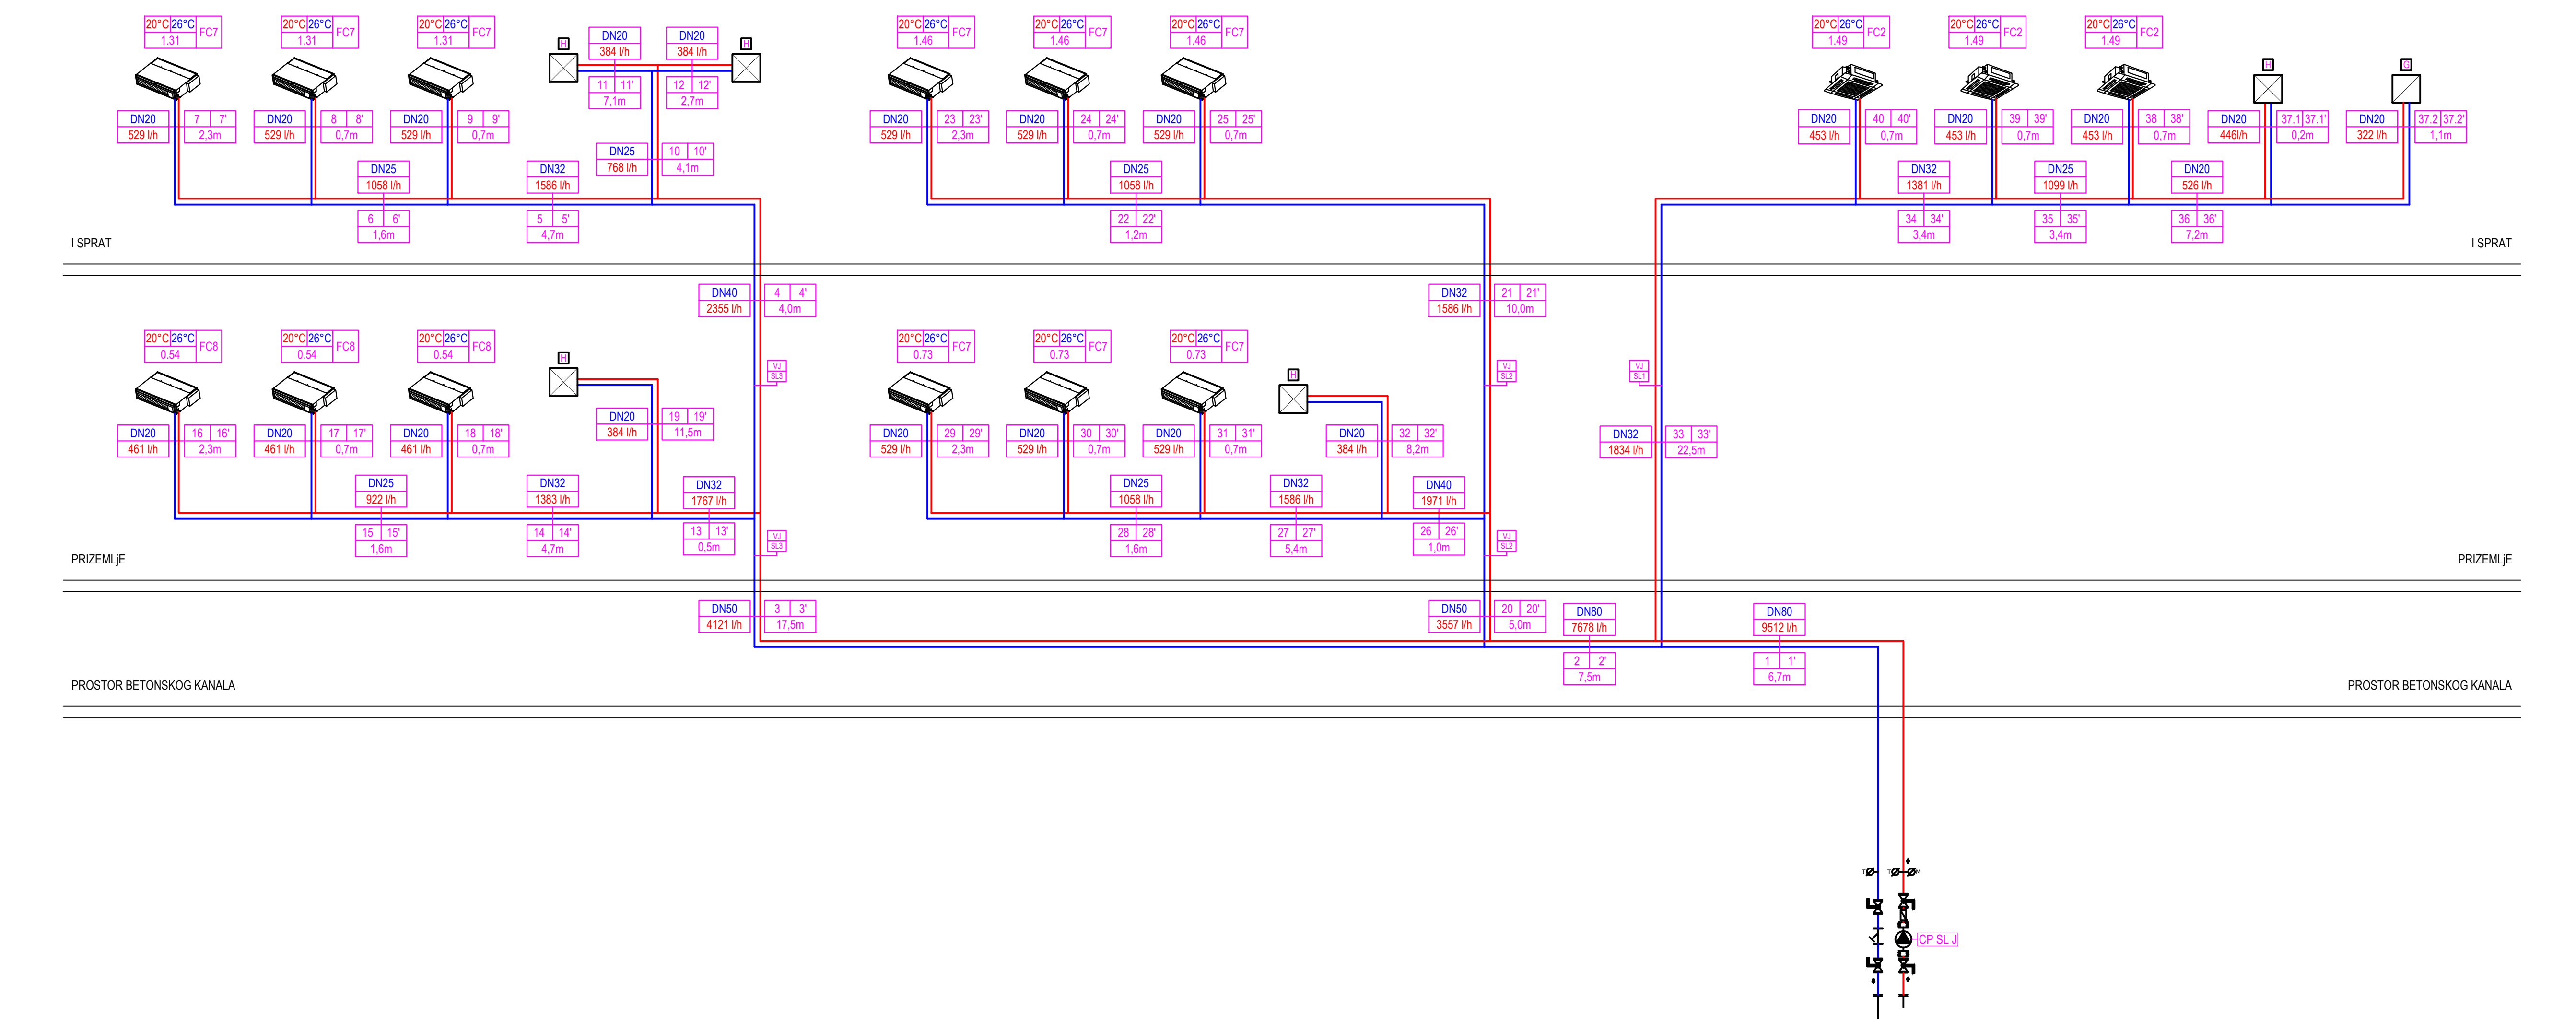 20°C 26°C FC7
1.31
20°C 26°C FC7
1.31
20°C 26°C FC7
1.31
H
DN20
384 l/h
11 11'
7,1m
DN20
384 l/h
12 12'
2,7m
H
20°C 26°C FC7
1.46
20°C 26°C FC7
1.46
20°C 26°C FC7
1.46
20°C 26°C FC2
1.49
20°C 26°C FC2
1.49
20°C 26°C FC2
1.49
H
G
DN20 7 7'
529 l/h 2,3m
DN20 8 8'
529 l/h 0,7m
DN20 9 9'
529 l/h 0,7m
DN25 10 10'
768 l/h 4,1m
DN20 23 23'
529 l/h 2,3m
DN20 24 24'
529 l/h 0,7m
DN20 25 25'
529 l/h 0,7m
DN20 40 40'
453 l/h 0,7m
DN20 39 39'
453 l/h 0,7m
DN20 38 38'
453 l/h 0,7m
DN20 37.1 37.1'
446l/h 0,2m
DN20 37.2 37.2'
322 l/h 1,1m
DN25
1058 l/h
6 6'
1,6m
DN32
1586 l/h
5 5'
4,7m
DN25
1058 l/h
22 22'
1,2m
DN32
1381 l/h
34 34'
3,4m
DN25
1099 l/h
35 35'
3,4m
DN20
526 l/h
36 36'
7,2m
I SPRAT
I SPRAT
DN40 4 4'
2355 l/h 4,0m
DN32 21 21'
1586 l/h 10,0m
20°C 26°C FC8
0.54
20°C 26°C FC8
0.54
20°C 26°C FC8
0.54
H
VJ
SL3
20°C 26°C FC7
0.73
20°C 26°C FC7
0.73
20°C 26°C FC7
0.73
H
VJ
SL2
VJ
SL1
DN20 16 16'
461 l/h 2,3m
DN20 17 17'
461 l/h 0,7m
DN20 18 18'
461 l/h 0,7m
DN20 19 19'
384 l/h 11,5m
DN20 29 29'
529 l/h 2,3m
DN20 30 30'
529 l/h 0,7m
DN20 31 31'
529 l/h 0,7m
DN20 32 32'
384 l/h 8,2m
DN32 33 33'
1834 l/h 22,5m
DN25
922 l/h
15 15'
1,6m
DN32
1383 l/h
14 14'
4,7m
DN32
1767 l/h
13 13'
0,5m
VJ
SL3
DN25
1058 l/h
28 28'
1,6m
DN32
1586 l/h
27 27'
5,4m
DN40
1971 l/h
26 26'
1,0m
VJ
SL2
PRIZEMLjE
PRIZEMLjE
DN50 3 3'
4121 l/h 17,5m
DN50 20 20'
3557 l/h 5,0m
DN80
7678 l/h
2 2'
7,5m
DN80
9512 l/h
1 1'
6,7m
PROSTOR BETONSKOG KANALA
PROSTOR BETONSKOG KANALA
T T M
CP SL J